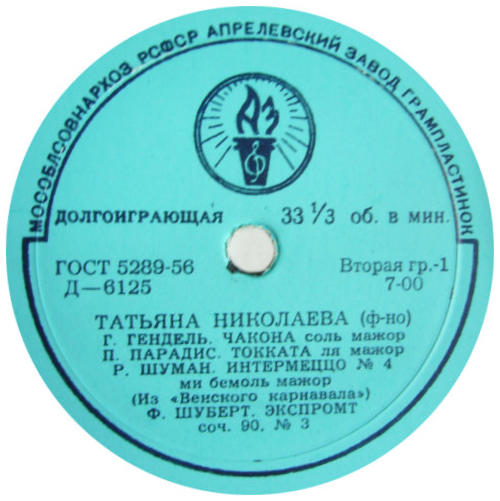 МОСОБЛСОВНАРХОЗ РСФСР АПРЕЛЕВСКИЙ ЗАВОД ГРАМПЛАСТИНОК
АЗ
ДОЛГОИГРАЮЩАЯ 33 1/3 об. в мин.
ГОСТ 5289-56 Вторая гр.-1
Д—6125 7-00
ТАТЬЯНА НИКОЛАЕВА (ф-но)
Г. ГЕНДЕЛЬ. ЧАКОНА соль мажор
П. ПАРАДИС. ТОККАТА ля мажор
Р. ШУМАН. ИНТЕРМЕЦЦО № 4
ми бемоль мажор
(Из «Венского карнавала»)
Ф. ШУБЕРТ. ЭКСПРОМТ
соч. 90, № 3